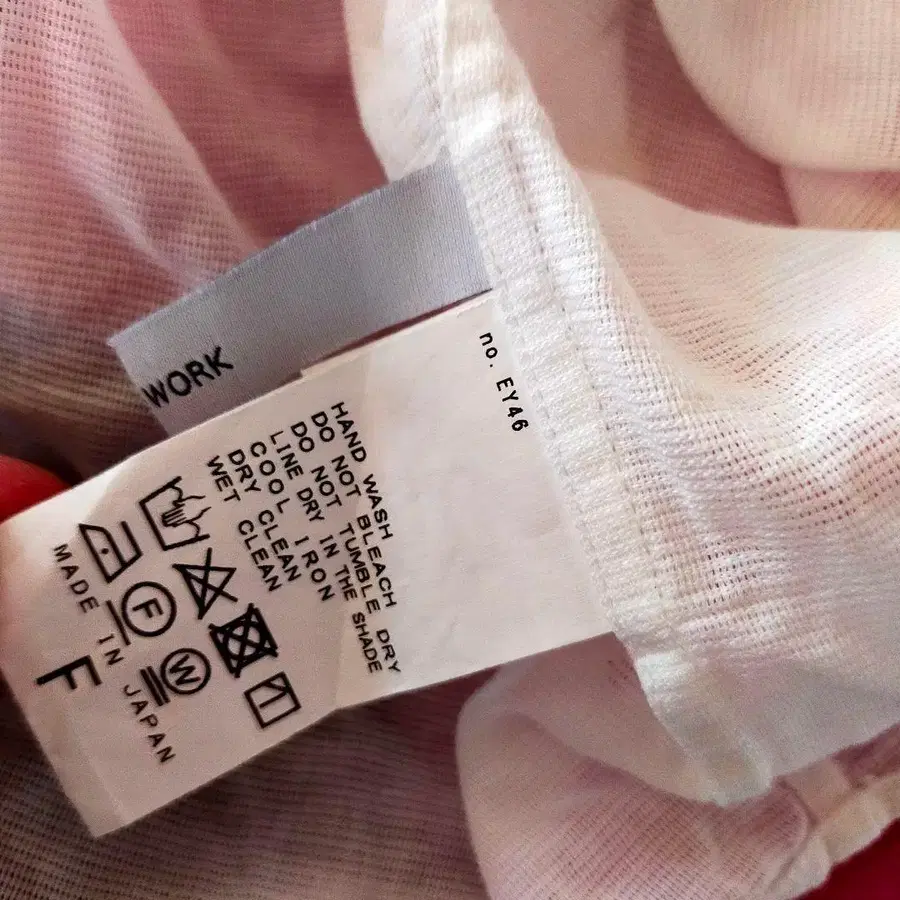 WORK
no. EY46
HAND WASH
DO NOT BLEACH
DO NOT TUMBLE DRY
LINE DRY IN THE SHADE
COOL IRON
DRY CLEAN
WET CLEAN
F
W
MADE IN JAPAN
F